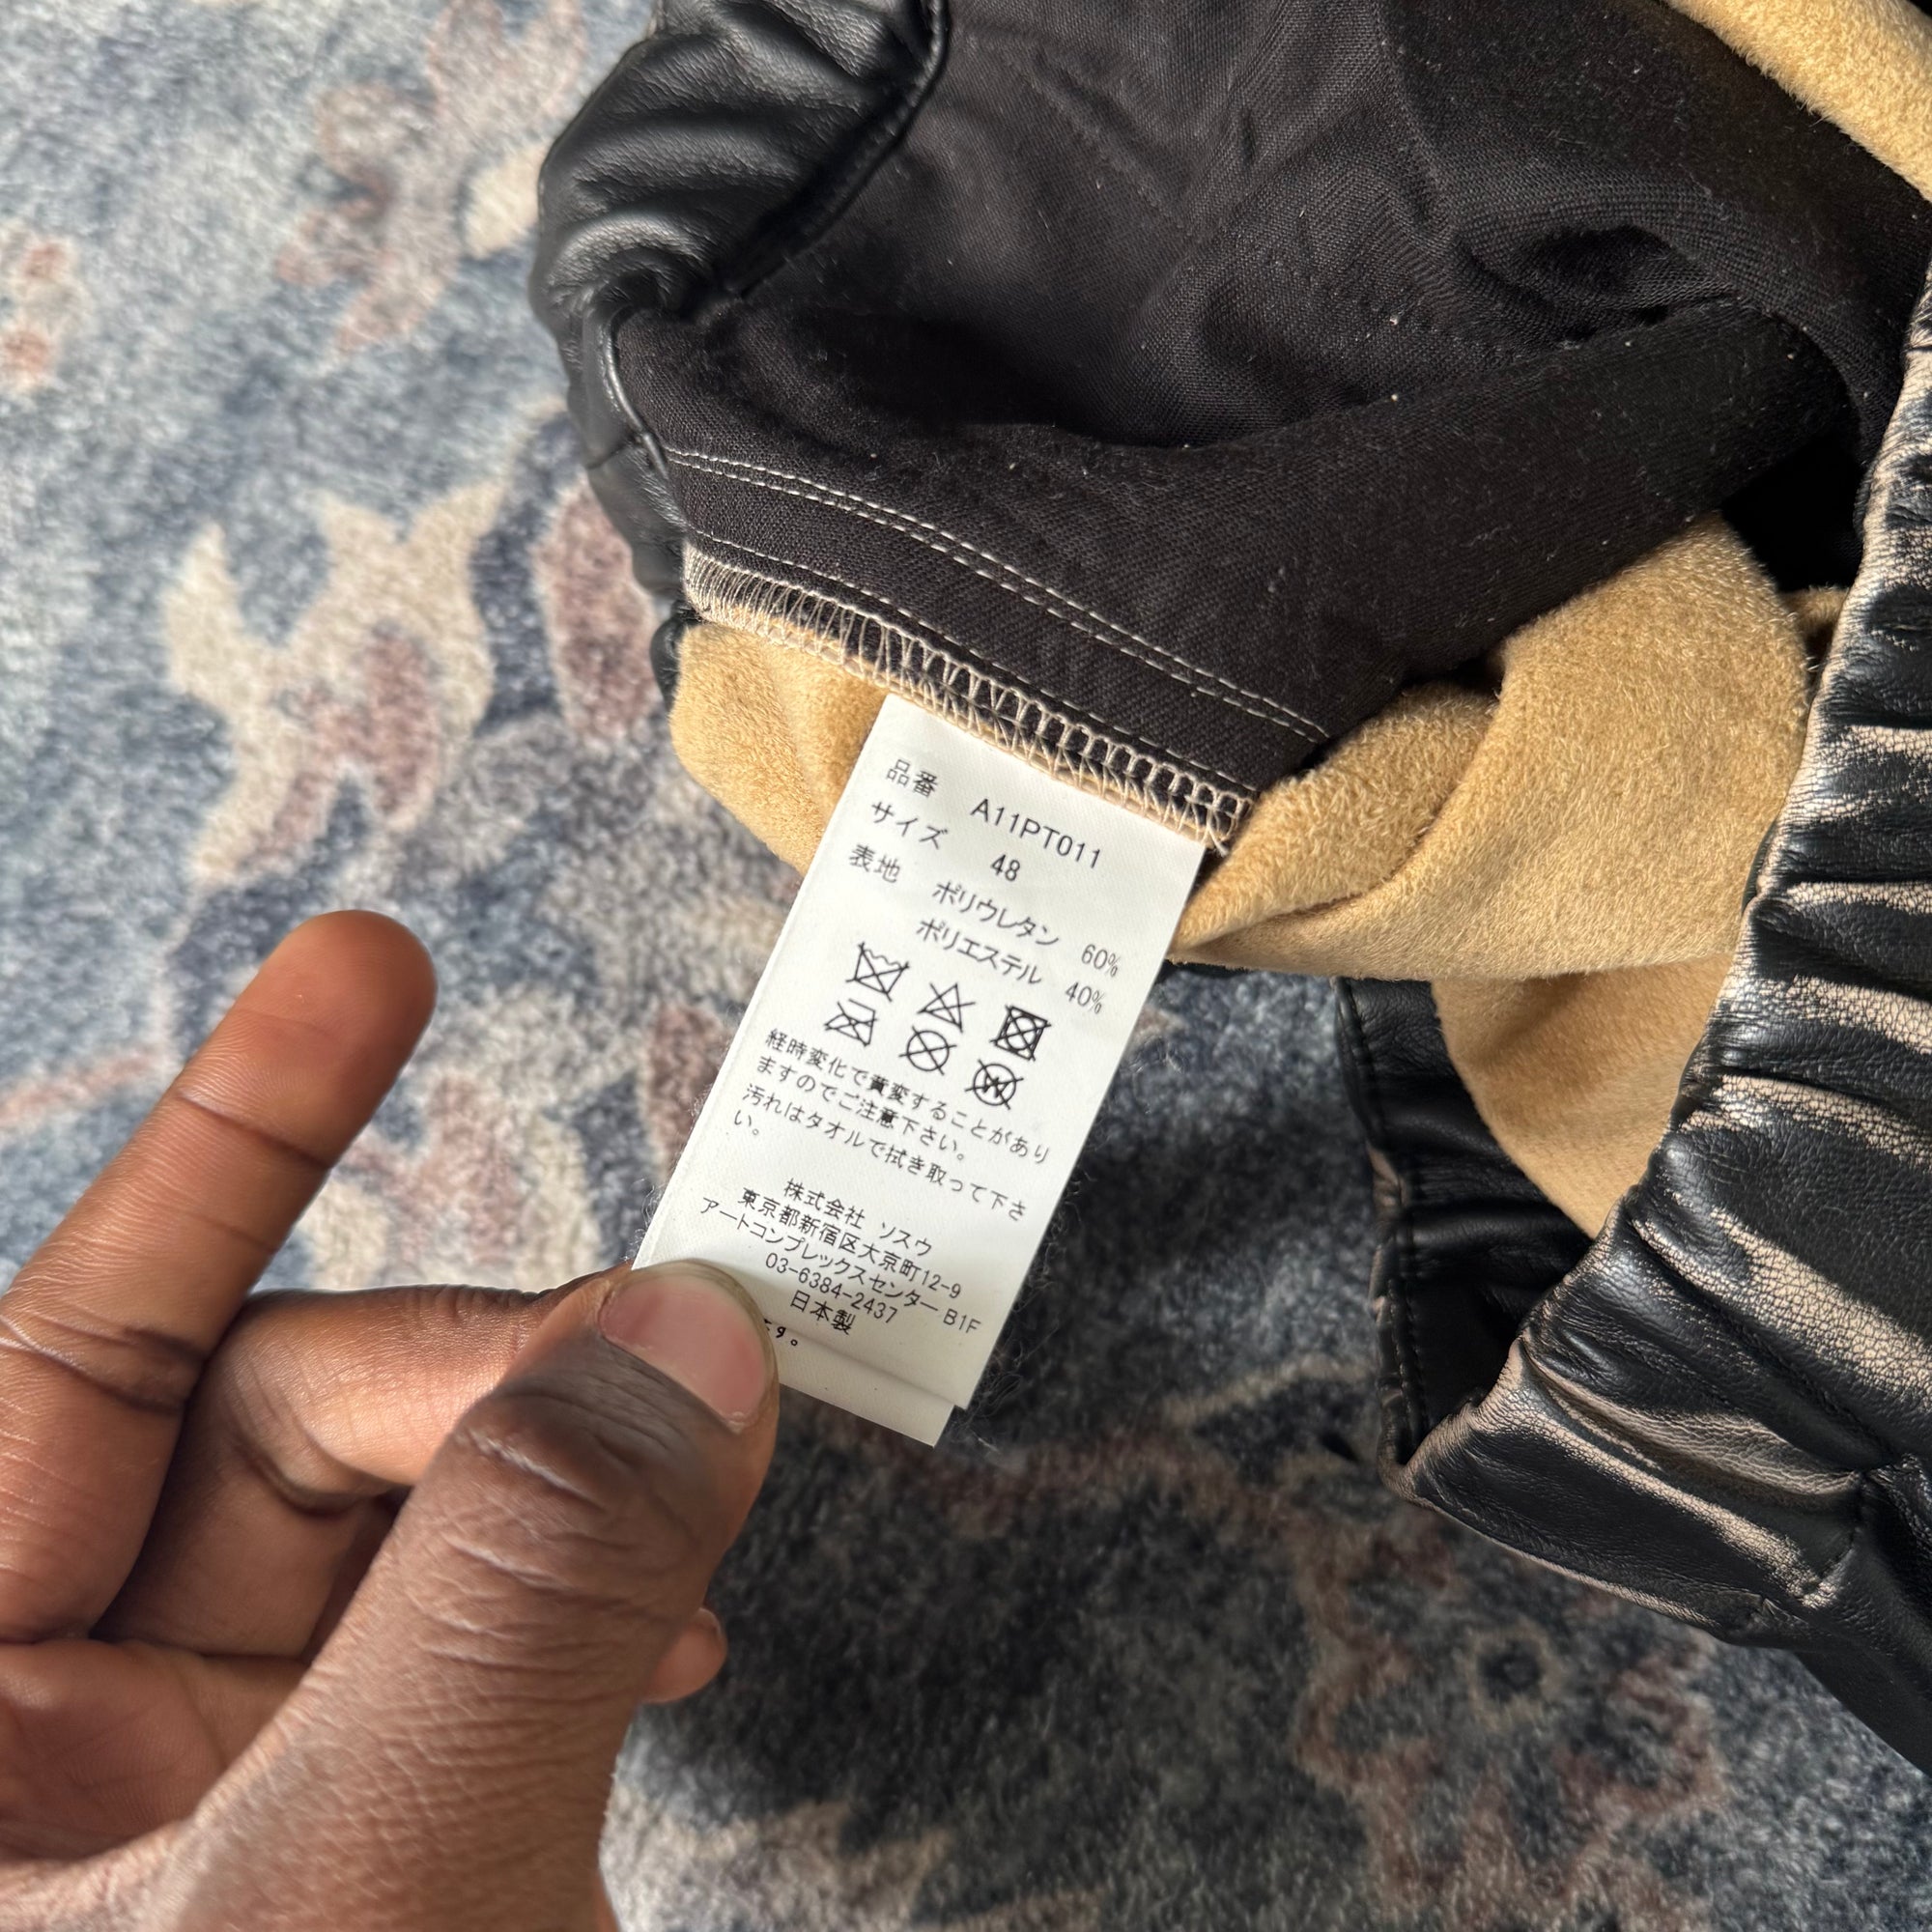 品番 A11PT011
サイズ 48
表地 ポリウレタン 60%
ポリエステル 40%
W
経時変化で黄変することがあり
ますのでご注意下さい。
汚れはタオルで拭き取って下さ
い。
株式会社 ソスウ
東京都新宿区大京町12-9
アートコンプレックスセンター B1F
03-6384-2437
日本製
す。